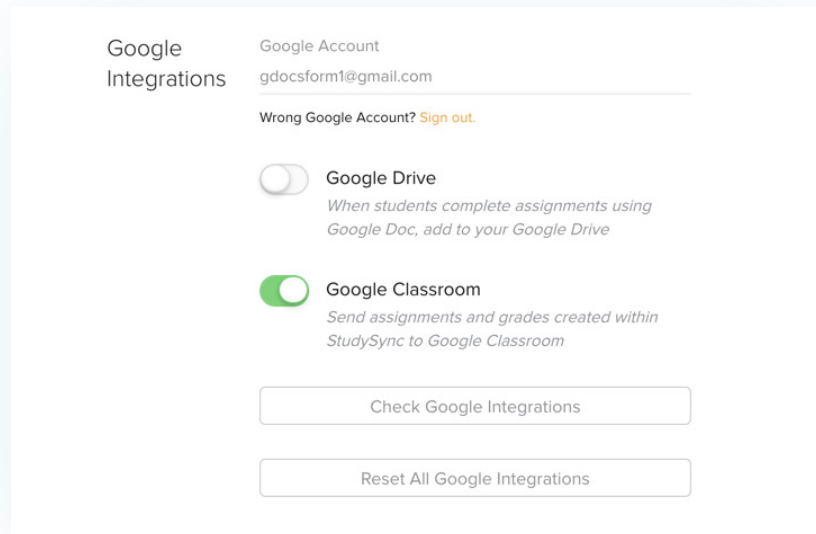 Google
Integrations
Google Account
gdocsform1@gmail.com
Wrong Google Account? Sign out.
Google Drive
When students complete assignments using
Google Doc, add to your Google Drive
Google Classroom
Send assignments and grades created within
StudySync to Google Classroom
Check Google Integrations
Reset All Google Integrations